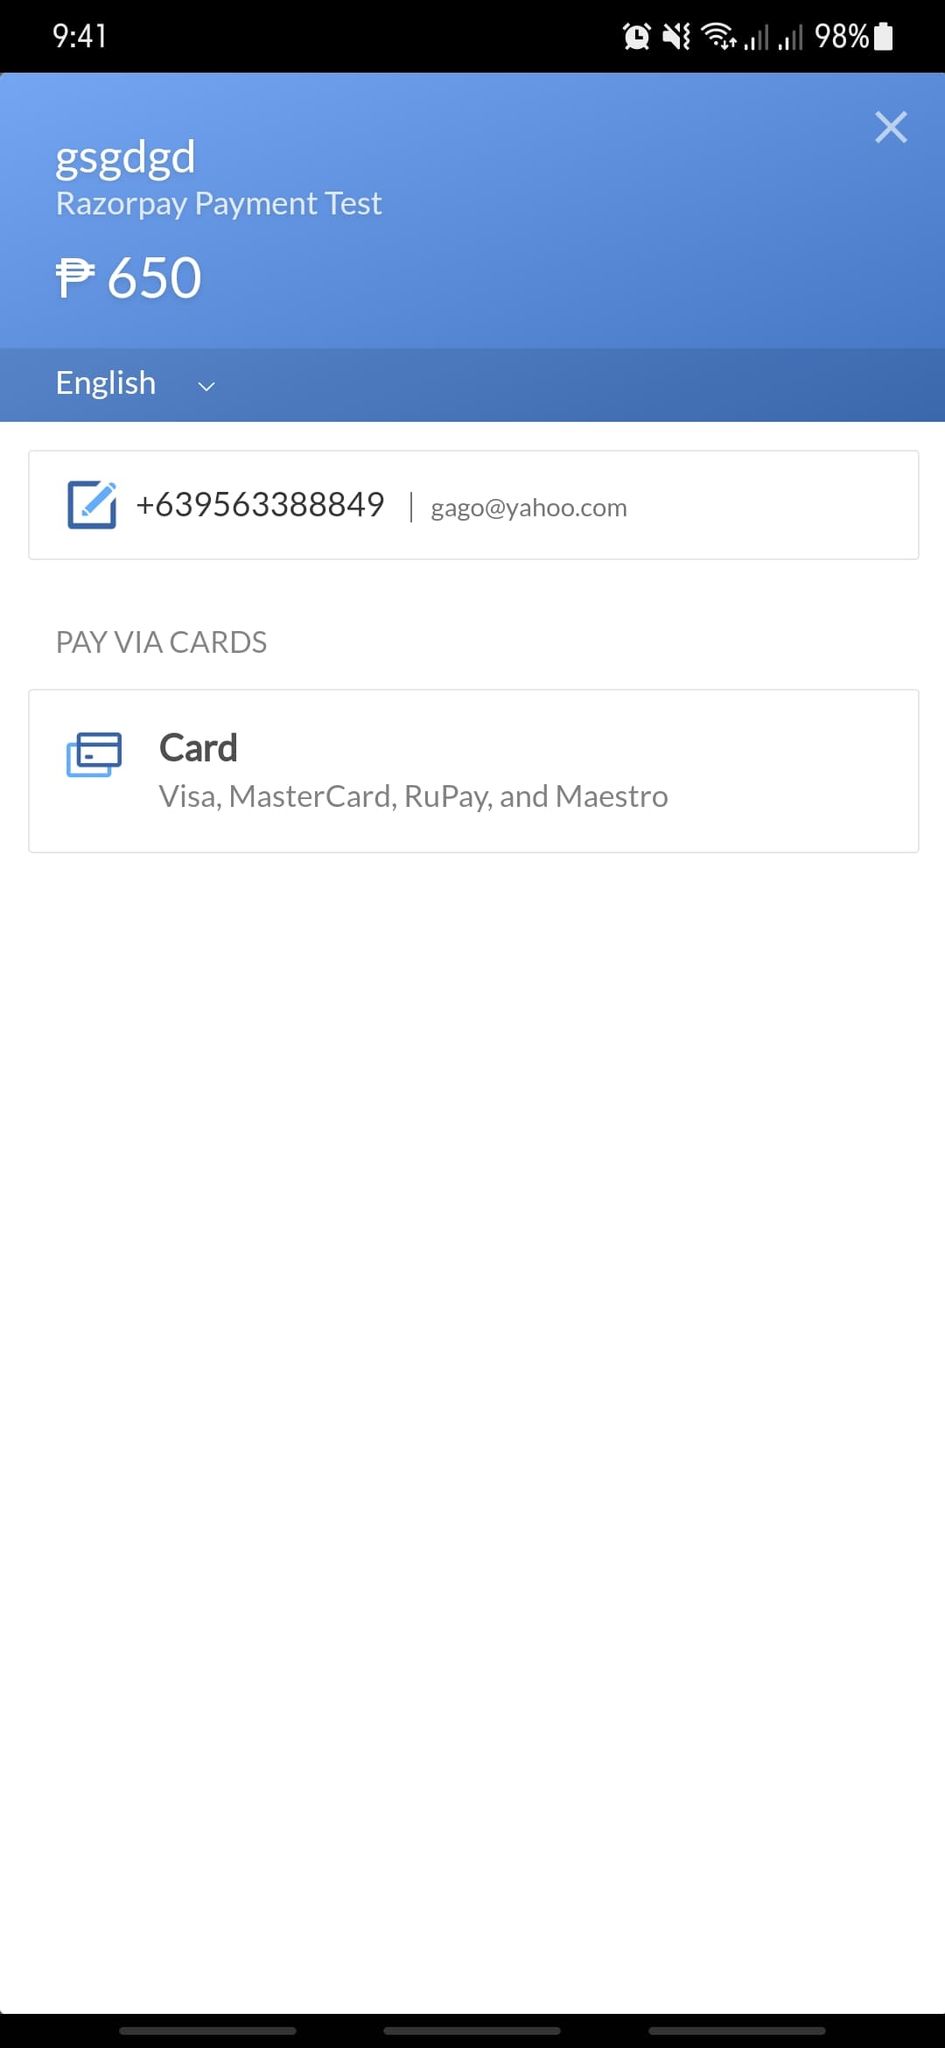 9:41
98%
gsgdgd
Razorpay Payment Test
₱ 650
English
+639563388849 | gago@yahoo.com
PAY VIA CARDS
Card
Visa, MasterCard, RuPay, and Maestro